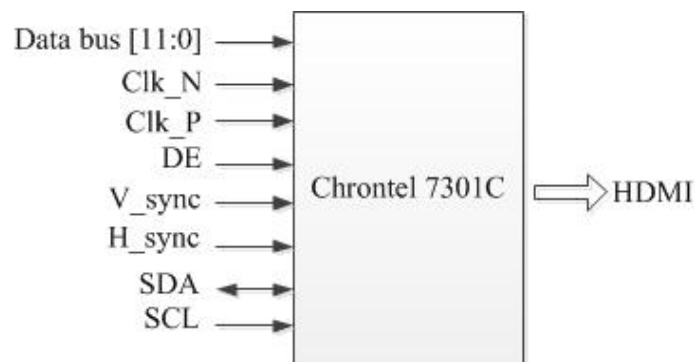 Data bus [11:0]
Clk_N
Clk_P
DE
V_sync
H_sync
SDA
SCL
Chrontel 7301C
HDMI